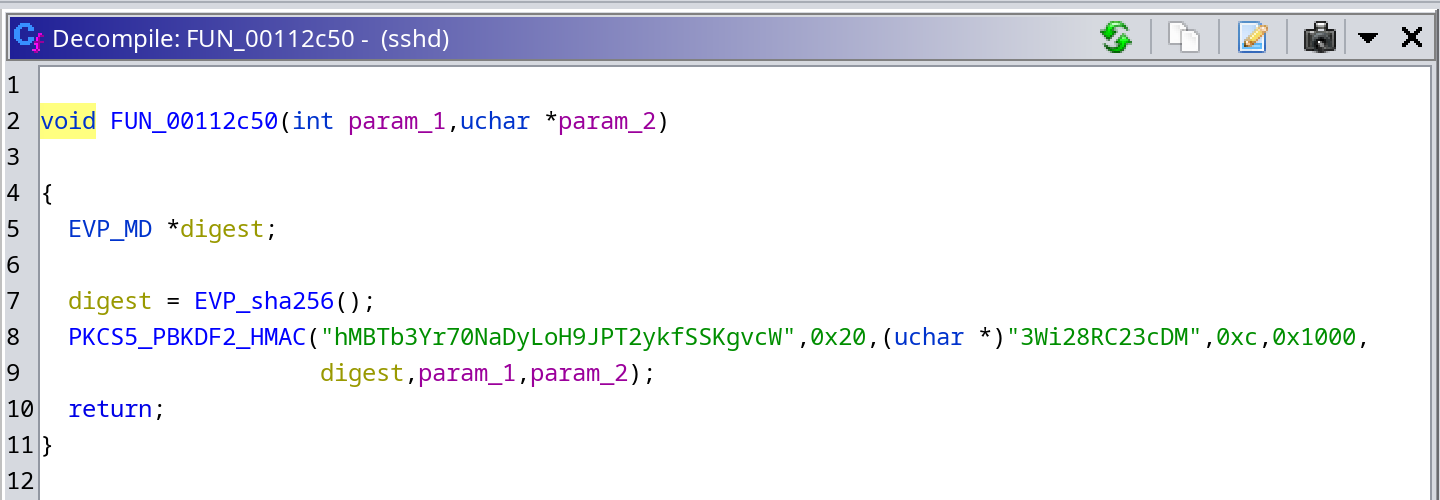 Decompile: FUN_00112c50 - (sshd)
1
2 void FUN_00112c50(int param_1,uchar *param_2)
3
4 {
5 EVP_MD *digest;
6
7 digest = EVP_sha256();
8 PKCS5_PBKDF2_HMAC("hMBTb3Yr70NaDyLoH9JPT2ykfSSKgvcW",0x20,(uchar *)"3Wi28RC23cDM",0xc,0x1000,
9 digest,param_1,param_2);
10 return;
11 }
12